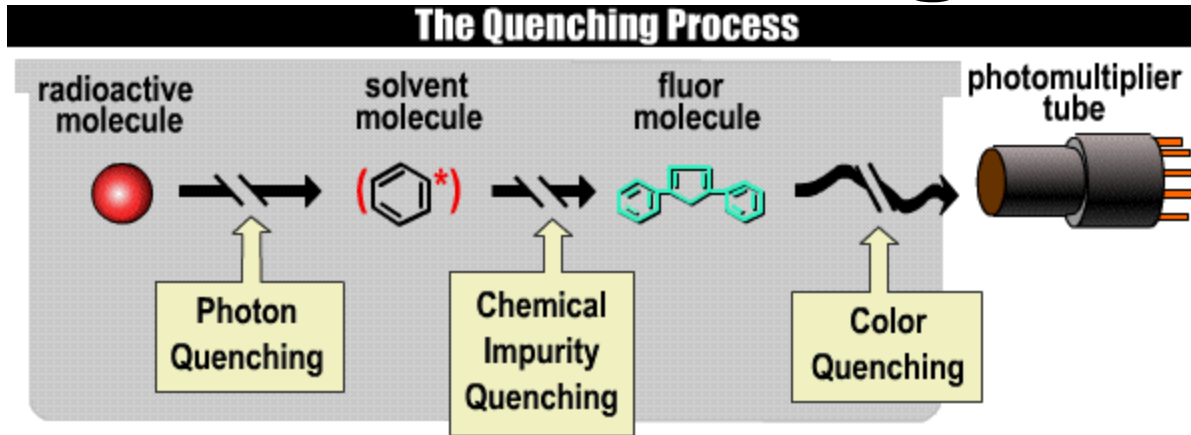 The Quenching Process
radioactive
molecule
solvent
molecule
fluor
molecule
photomultiplier
tube
(*)
Photon
Quenching
Chemical
Impurity
Quenching
Color
Quenching